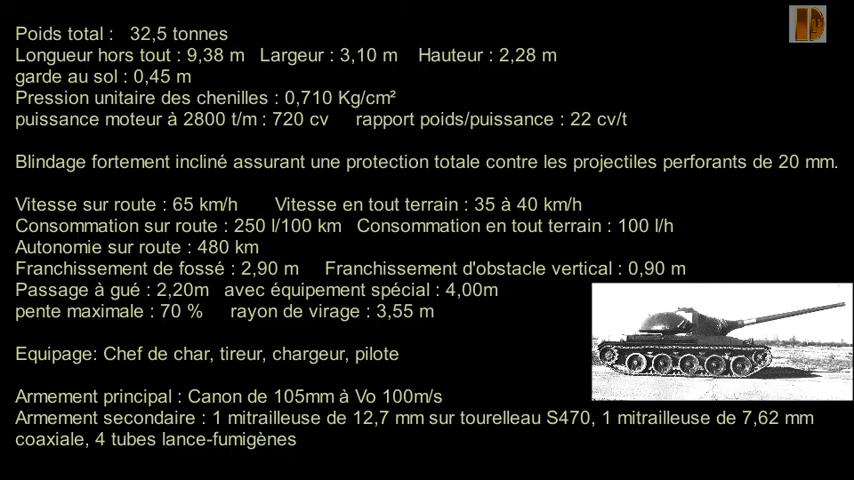 Poids total : 32,5 tonnes
Longueur hors tout : 9,38 m Largeur : 3,10 m Hauteur : 2,28 m
garde au sol : 0,45 m
Pression unitaire des chenilles : 0,710 Kg/cm²
puissance moteur à 2800 t/m : 720 cv rapport poids/puissance : 22 cv/t
Blindage fortement incliné assurant une protection totale contre les projectiles perforants de 20 mm.
Vitesse sur route : 65 km/h Vitesse en tout terrain : 35 à 40 km/h
Consommation sur route : 250 l/100 km Consommation en tout terrain : 100 l/h
Autonomie sur route : 480 km
Franchissement de fossé : 2,90 m Franchissement d'obstacle vertical : 0,90 m
Passage à gué : 2,20m avec équipement spécial : 4,00m
pente maximale : 70 % rayon de virage : 3,55 m
Equipage: Chef de char, tireur, chargeur, pilote
Armement principal : Canon de 105mm à Vo 100m/s
Armement secondaire : 1 mitrailleuse de 12,7 mm sur tourelleau S470, 1 mitrailleuse de 7,62 mm
coaxiale, 4 tubes lance-fumigènes